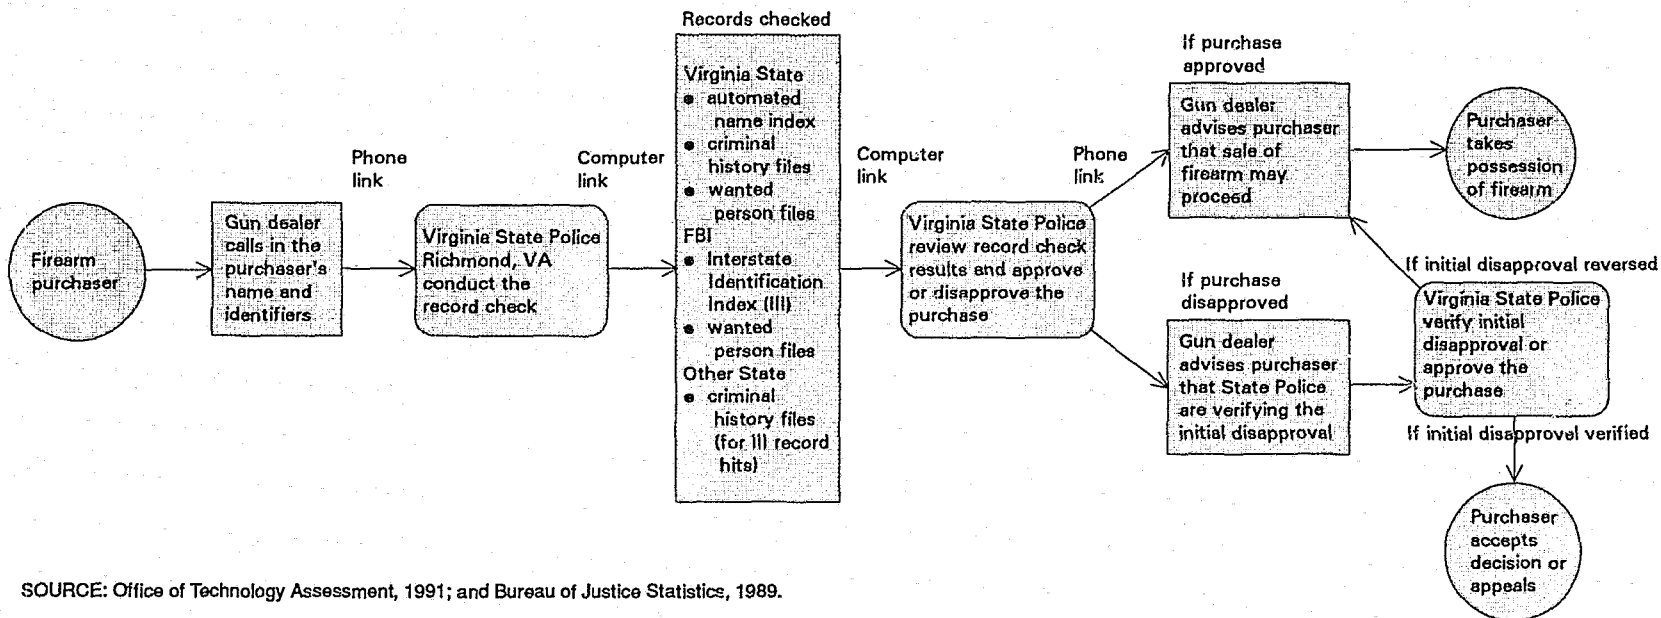 Firearm
purchaser
Gun dealer
calls in the
purchaser's
name and
identifiers
Phone
link
Virginia State Police
Richmond, VA
conduct the
record check
Computer
link
Records checked
Virginia State
● automated
name index
● criminal
history files
● wanted
person files
FBI
● Interstate
Identification
Index (III)
● wanted
person files
Other State
● criminal
history files
(for III record
hits)
Computer
link
Virginia State Police
review record check
results and approve
or disapprove the
purchase
Phone
link
If purchase
approved
Gun dealer
advises purchaser
that sale of
firearm may
proceed
Purchaser
takes
possession
of firearm
If purchase
disapproved
Gun dealer
advises purchaser
that State Police
are verifying the
initial disapproval
If initial disapproval reversed
Virginia State Police
verify initial
disapproval or
approve the
purchase
If initial disapproval verified
Purchaser
accepts
decision or
appeals
SOURCE: Office of Technology Assessment, 1991; and Bureau of Justice Statistics, 1989.